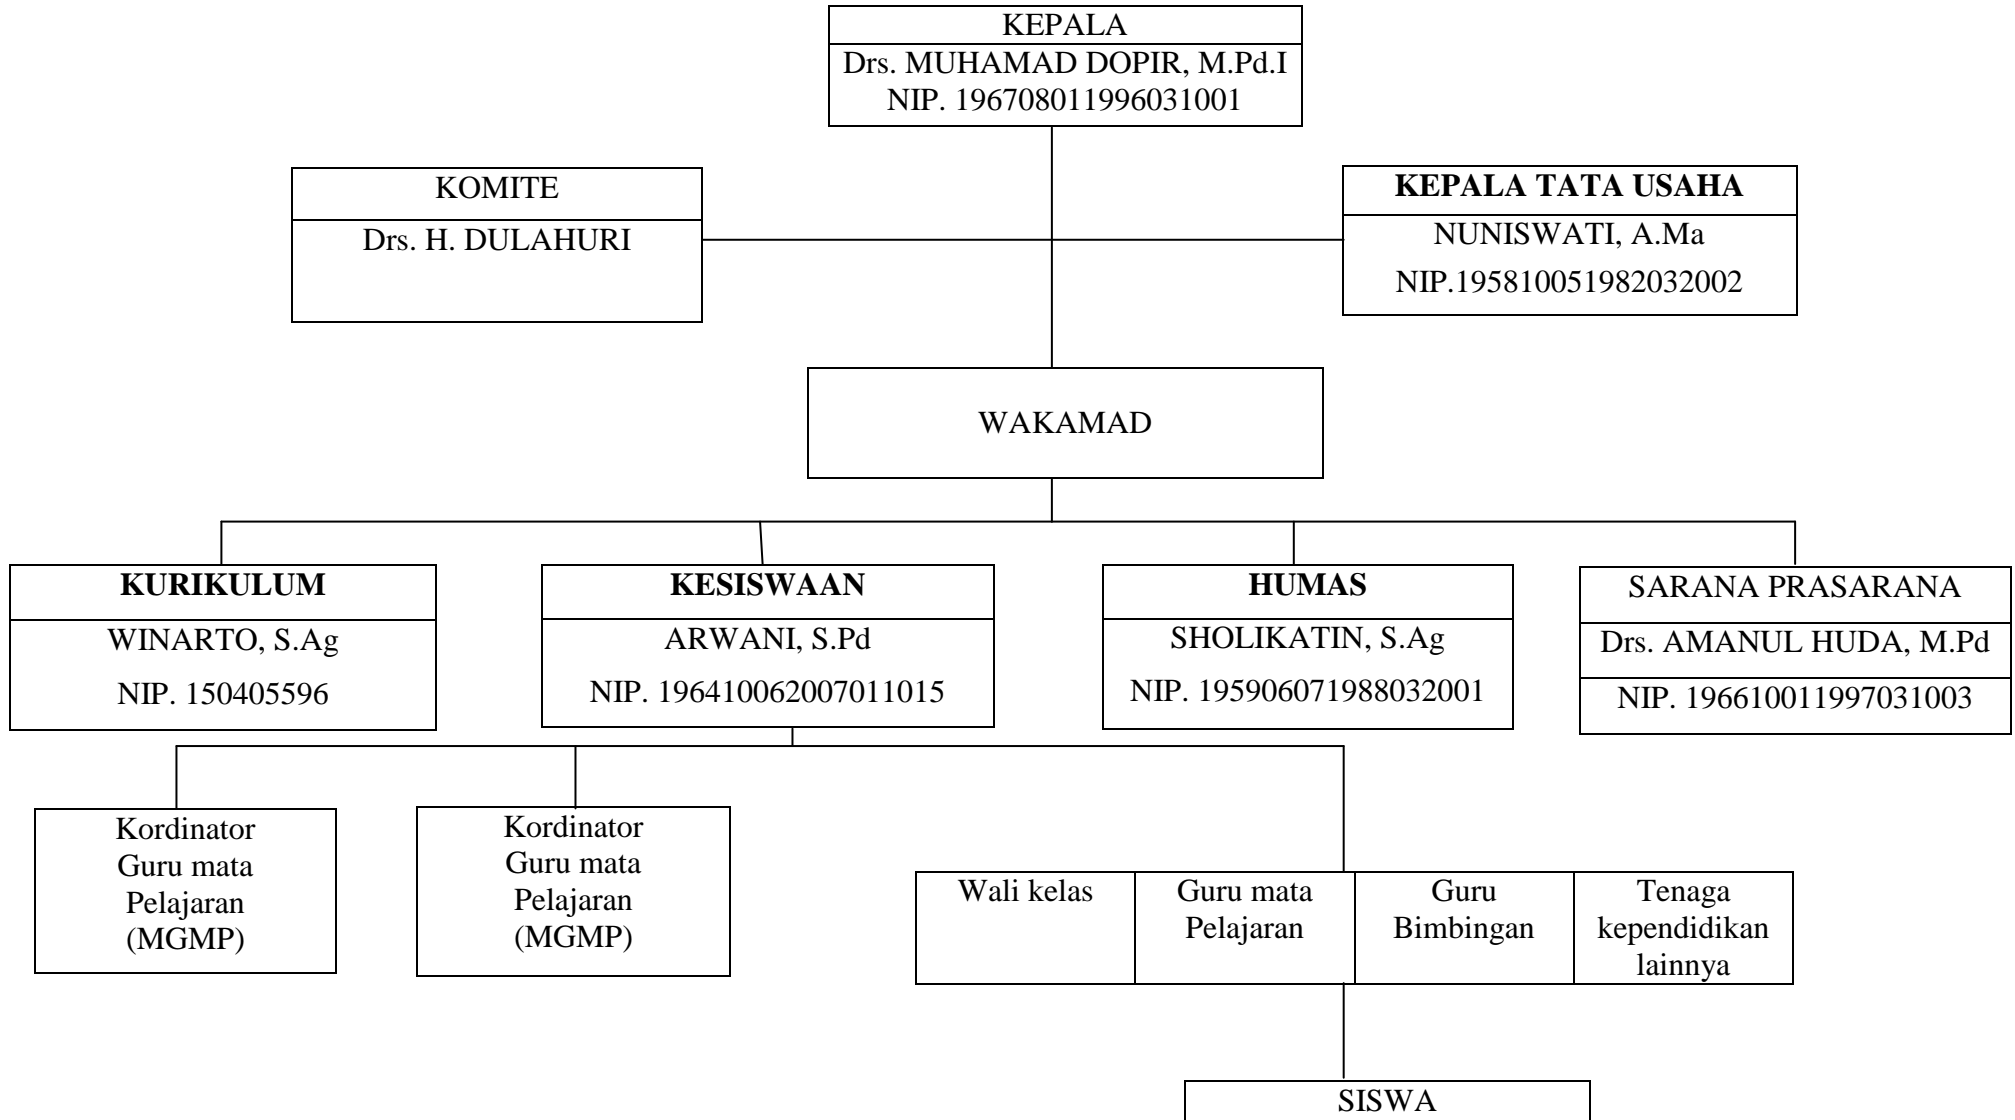 KEPALA
Drs. MUHAMAD DOPIR, M.Pd.I
NIP. 196708011996031001
KOMITE
Drs. H. DULAHURI
KEPALA TATA USAHA
NUNISWATI, A.Ma
NIP.195810051982032002
WAKAMAD
KURIKULUM
WINARTO, S.Ag
NIP. 150405596
KESISWAAN
ARWANI, S.Pd
NIP. 196410062007011015
HUMAS
SHOLIKATIN, S.Ag
NIP. 195906071988032001
SARANA PRASARANA
Drs. AMANUL HUDA, M.Pd
NIP. 196610011997031003
Kordinator
Guru mata
Pelajaran
(MGMP)
Kordinator
Guru mata
Pelajaran
(MGMP)
Wali kelas
Guru mata
Pelajaran
Guru
Bimbingan
Tenaga
kependidikan
lainnya
SISWA